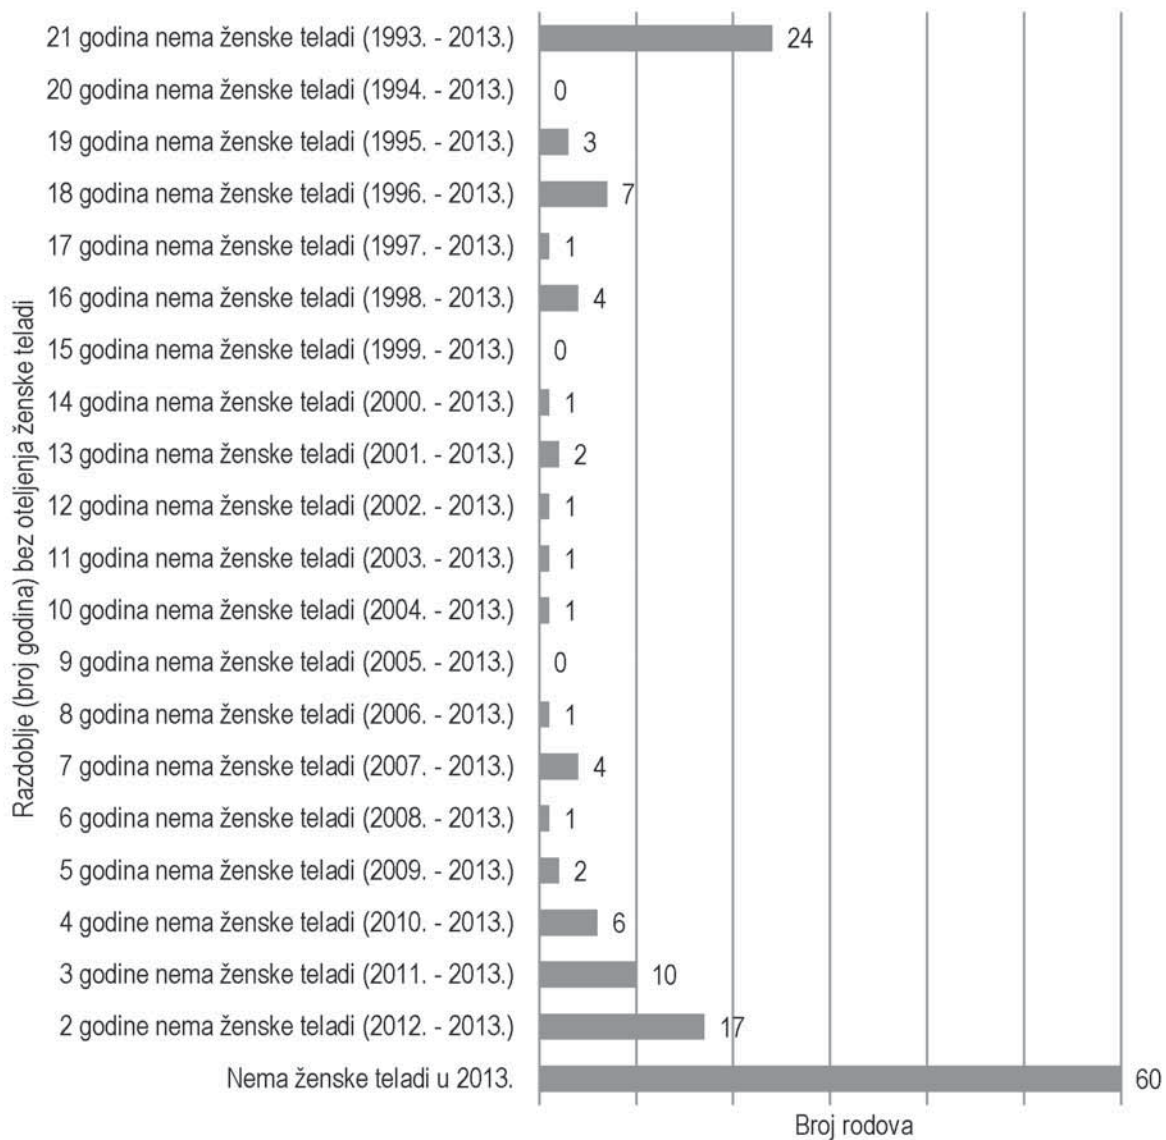 21 godina nema ženske teladi (1993. - 2013.) 24
20 godina nema ženske teladi (1994. - 2013.) 0
19 godina nema ženske teladi (1995. - 2013.) 3
18 godina nema ženske teladi (1996. - 2013.) 7
17 godina nema ženske teladi (1997. - 2013.) 1
16 godina nema ženske teladi (1998. - 2013.) 4
15 godina nema ženske teladi (1999. - 2013.) 0
14 godina nema ženske teladi (2000. - 2013.) 1
13 godina nema ženske teladi (2001. - 2013.) 2
12 godina nema ženske teladi (2002. - 2013.) 1
11 godina nema ženske teladi (2003. - 2013.) 1
10 godina nema ženske teladi (2004. - 2013.) 1
9 godina nema ženske teladi (2005. - 2013.) 0
8 godina nema ženske teladi (2006. - 2013.) 1
7 godina nema ženske teladi (2007. - 2013.) 4
6 godina nema ženske teladi (2008. - 2013.) 1
5 godina nema ženske teladi (2009. - 2013.) 2
4 godine nema ženske teladi (2010. - 2013.) 6
3 godine nema ženske teladi (2011. - 2013.) 10
2 godine nema ženske teladi (2012. - 2013.) 17
Nema ženske teladi u 2013. 60
Razdoblje (broj godina) bez oteljenja ženske teladi
Broj rodova